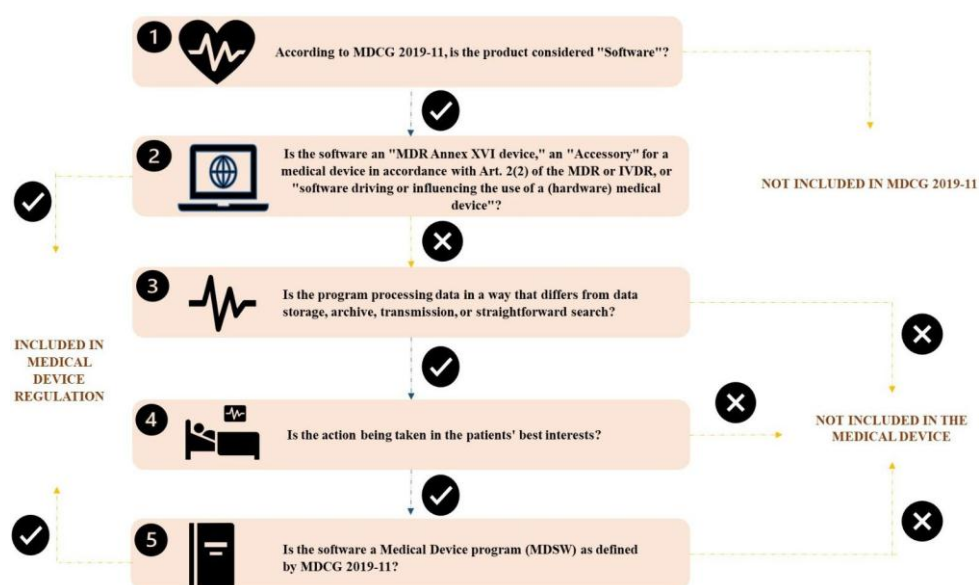 1
According to MDCG 2019-11, is the product considered "Software"?
2
Is the software an "MDR Annex XVI device," an "Accessory" for a
medical device in accordance with Art. 2(2) of the MDR or IVDR, or
"software driving or influencing the use of a (hardware) medical
device"?
NOT INCLUDED IN MDCG 2019-11
3
Is the program processing data in a way that differs from data
storage, archive, transmission, or straightforward search?
INCLUDED IN
MEDICAL
DEVICE
REGULATION
4
Is the action being taken in the patients' best interests?
NOT INCLUDED IN THE
MEDICAL DEVICE
5
Is the software a Medical Device program (MDSW) as defined
by MDCG 2019-11?